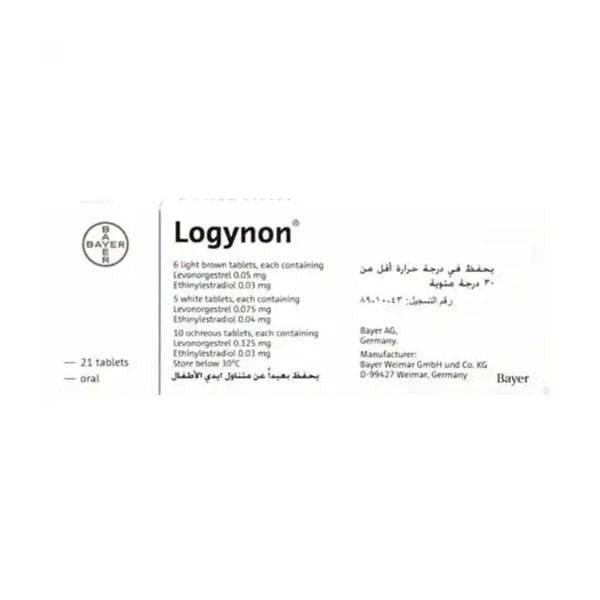 BAYER
BAYER
Logynon®
6 light brown tablets, each containing
Levonorgestrel 0.05 mg
Ethinylestradiol 0.03 mg
5 white tablets, each containing
Levonorgestrel 0.075 mg
Ethinylestradiol 0.04 mg
10 ochreous tablets, each containing
Levonorgestrel 0.125 mg
Ethinylestradiol 0.03 mg
Store below 30°C
يحفظ بعيداً عن متناول ايدي الأطفال
— 21 tablets
— oral
يحفظ في درجة حرارة أقل من
٣٠ درجة مئوية
رقم التسجيل: ٤٣-١٠-٨٩
Bayer AG,
Germany.
Manufacturer:
Bayer Weimar GmbH und Co. KG
D-99427 Weimar, Germany
Bayer